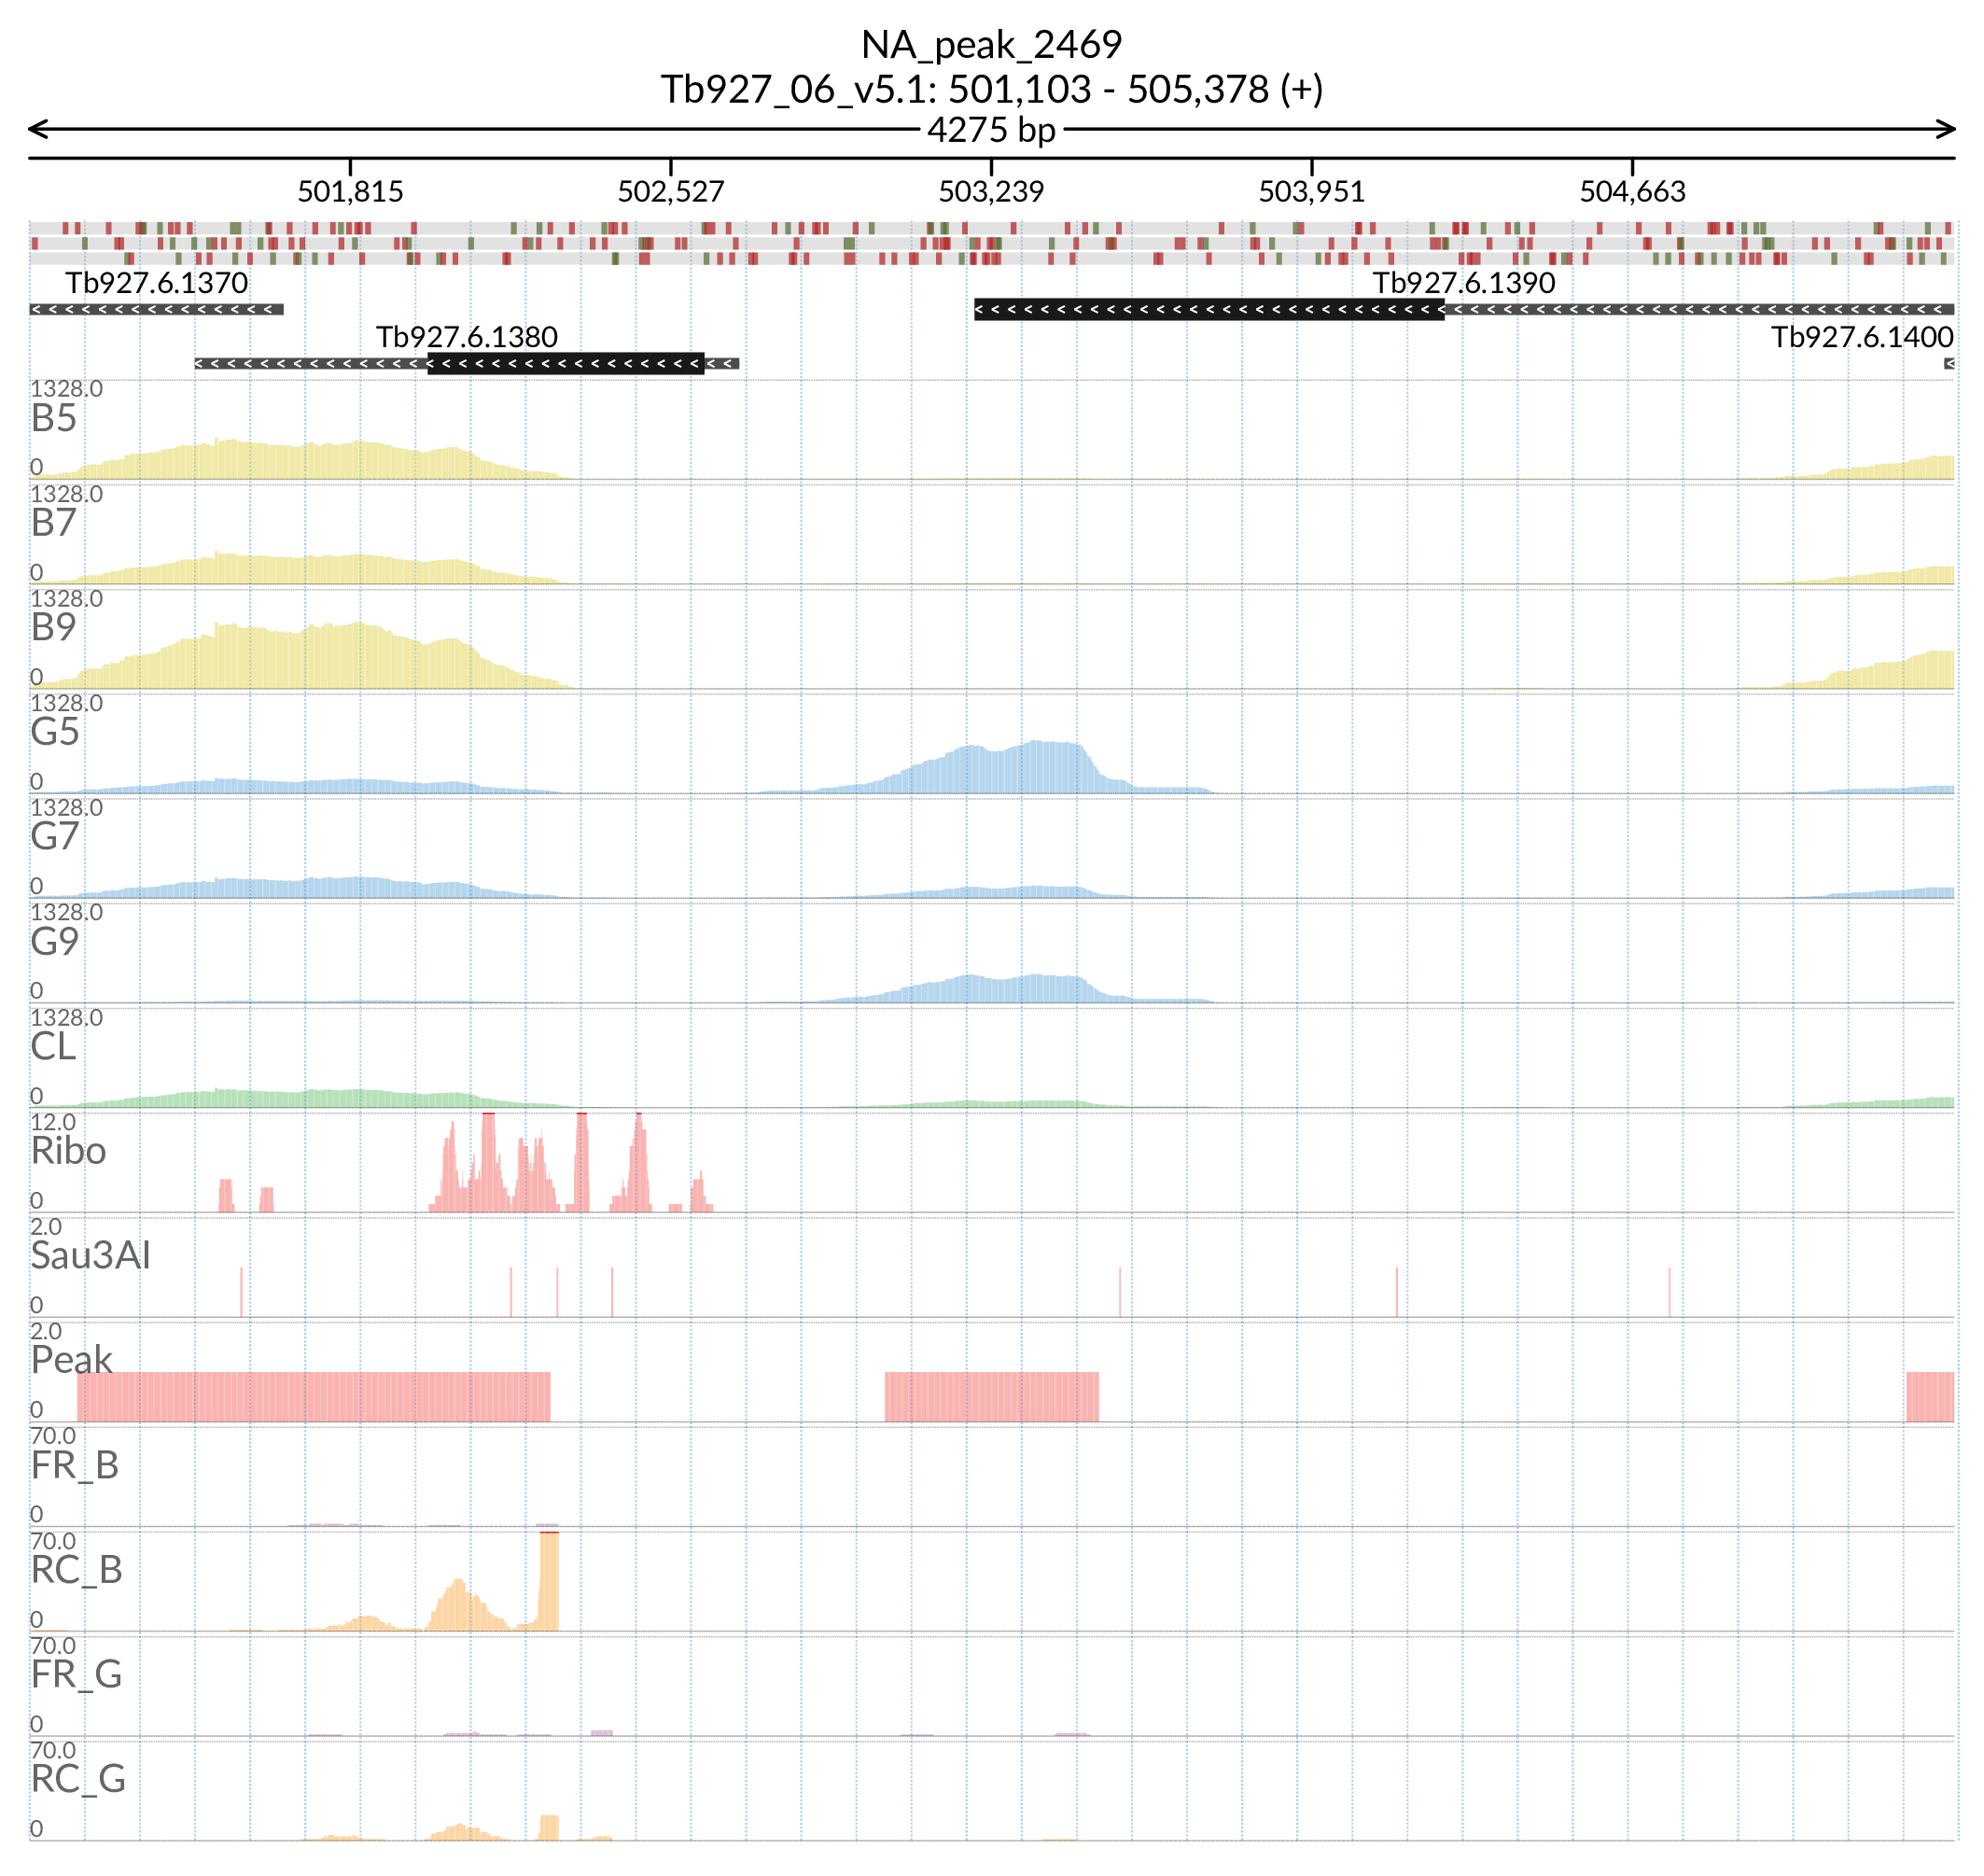 NA_peak_2469
Tb927_06_v5.1: 501,103 - 505,378 (+)
4275 bp
501,815 502,527 503,239 503,951 504,663
Tb927.6.1370 Tb927.6.1390
Tb927.6.1380 Tb927.6.1400
1328.0
B5
0
1328.0
B7
0
1328.0
B9
0
1328.0
G5
0
1328.0
G7
0
1328.0
G9
0
1328.0
CL
0
12.0
Ribo
0
2.0
Sau3AI
0
2.0
Peak
0
70.0
FR_B
0
70.0
RC_B
0
70.0
FR_G
0
70.0
RC_G
0